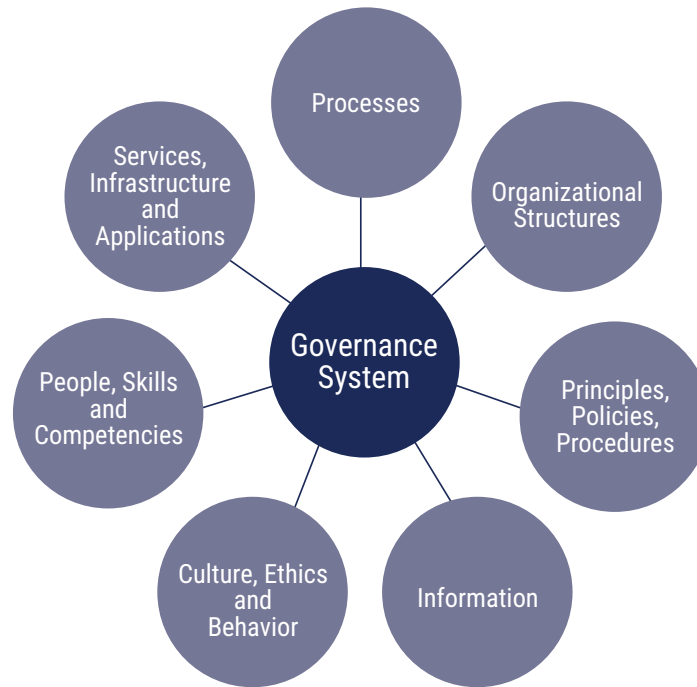 Processes
Organizational
Structures
Principles,
Policies,
Procedures
Information
Culture, Ethics
and
Behavior
People, Skills
and
Competencies
Services,
Infrastructure
and
Applications
Governance
System